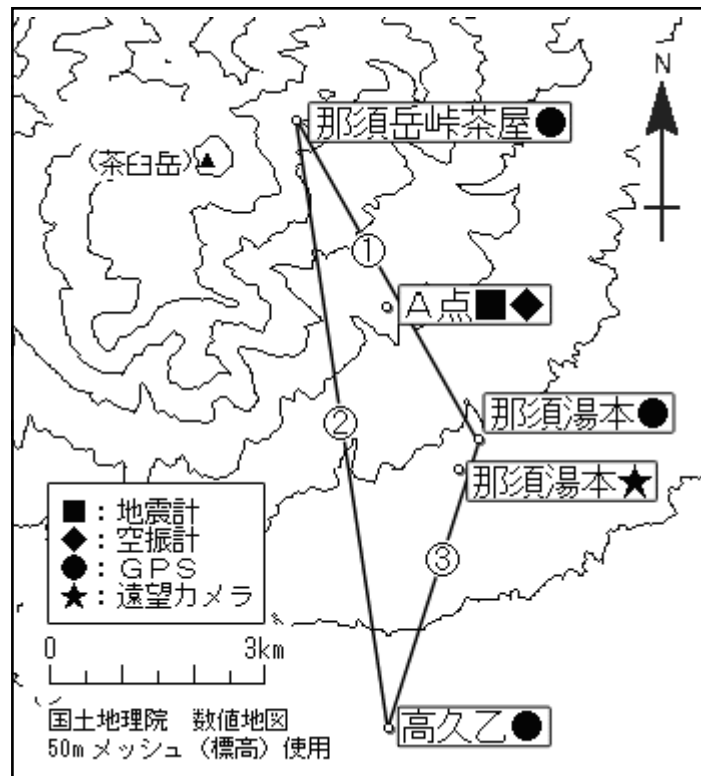 N
那須岳峠茶屋●
(茶臼岳)▲
①
A点■◆
②
那須湯本●
那須湯本★
③
■:地震計
◆:空振計
●:GPS
★:遠望カメラ
0 3km
高久乙●
国土地理院 数値地図
50mメッシュ(標高)使用